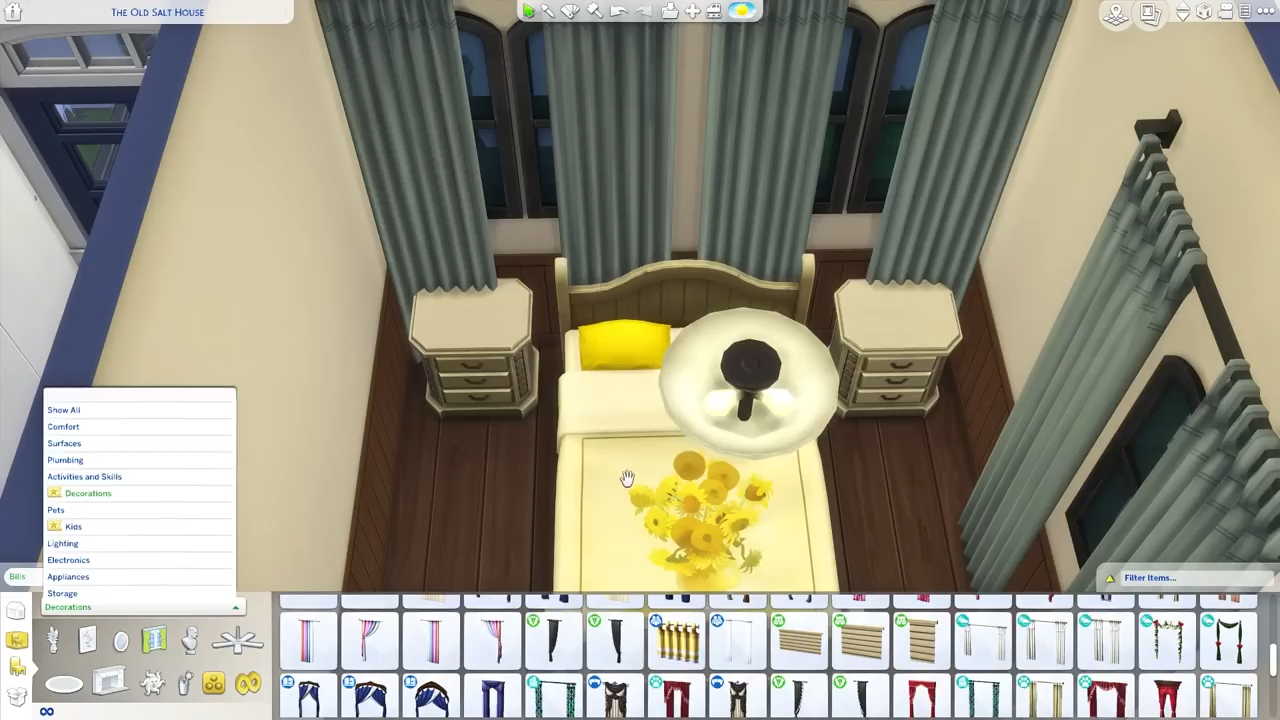 THE OLD SALT HOUSE
Show All
Comfort
Surfaces
Plumbing
Activities and Skills
Decorations
Pets
Kids
Lighting
Electronics
Appliances
Storage
Bills
Decorations
Filter Items...